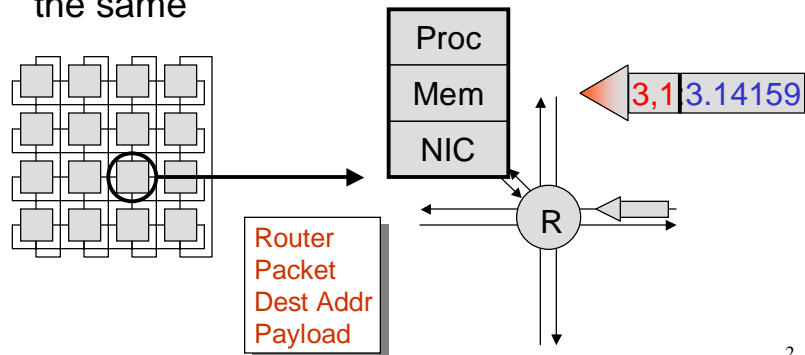 the same
Proc
Mem
NIC
3,1 3.14159
R
Router
Packet
Dest Addr
Payload
2